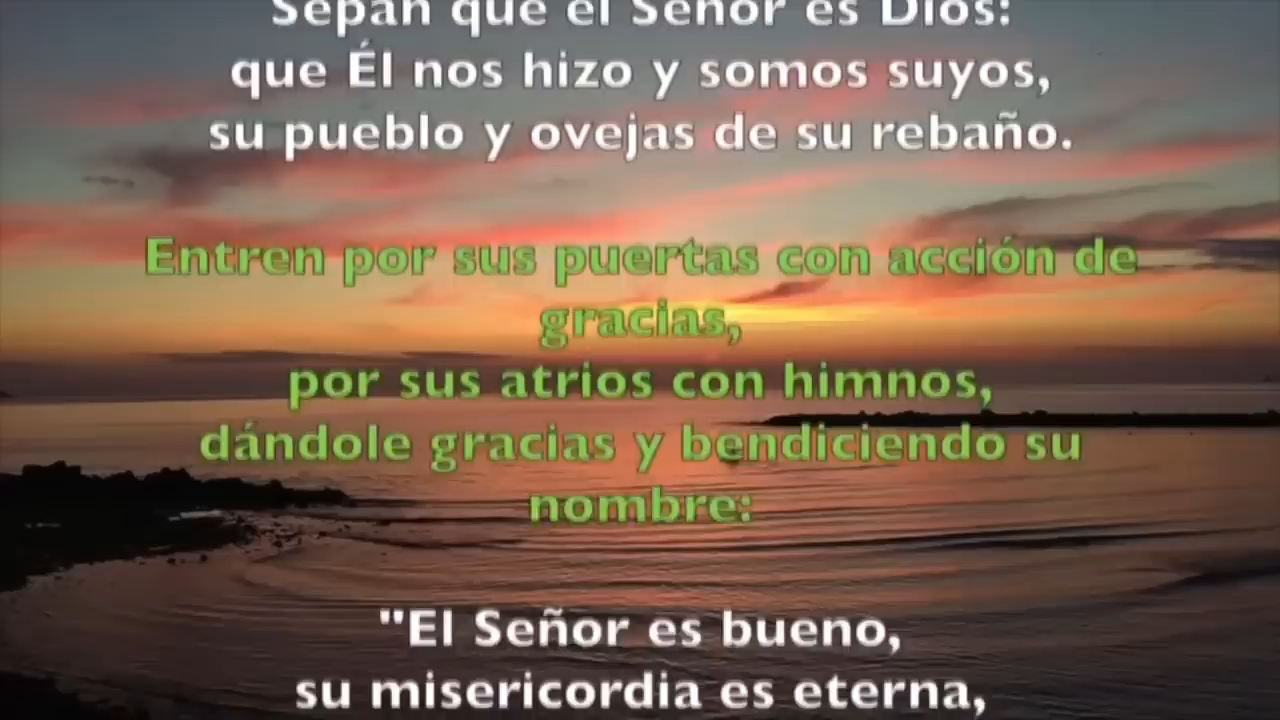 Sepan que el Señor es Dios:
que Él nos hizo y somos suyos,
su pueblo y ovejas de su rebaño.
Entren por sus puertas con acción de
gracias,
por sus atrios con himnos,
dándole gracias y bendiciendo su
nombre:
"El Señor es bueno,
su misericordia es eterna,